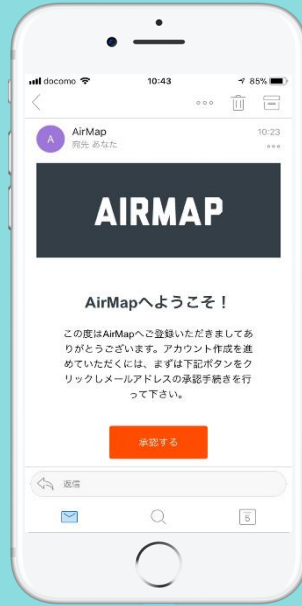 docomo 10:43 85%
AirMap 10:23
宛先 あなた
A
AIRMAP
AirMapへようこそ！
この度はAirMapへご登録いただきましてあ
りがとうございます。アカウント作成を進
めていただくには、まずは下記ボタンをク
リックしメールアドレスの承認手続きを行
って下さい。
承認する
返信
5